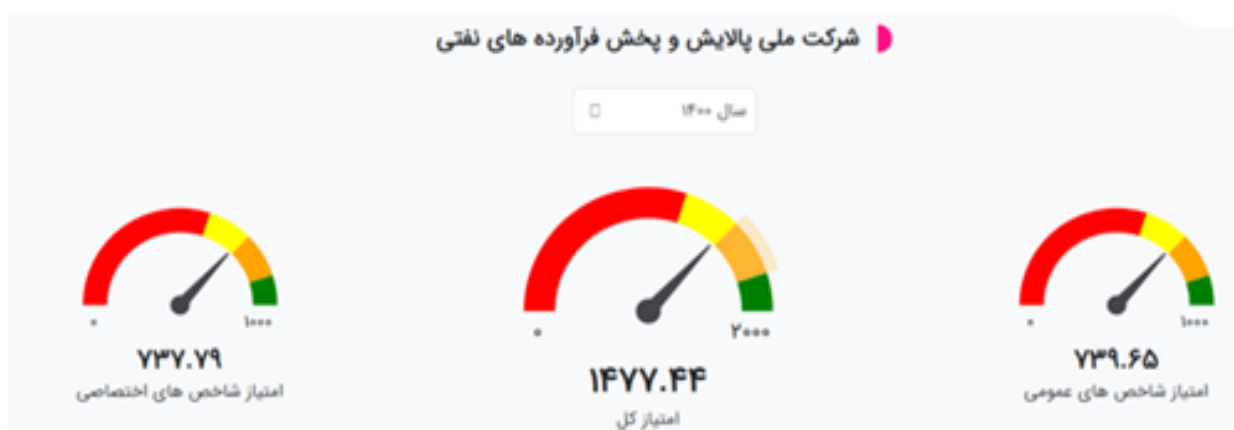 شرکت ملی پالایش و پخش فرآورده های نفتی
سال ۱۴۰۰
۰ ۱۰۰۰
۷۳۹.۶۵
امتیاز شاخص های عمومی
۰ ۲۰۰۰
۱۴۷۷.۴۴
امتیاز کل
۰ ۱۰۰۰
۷۳۷.۷۹
امتیاز شاخص های اختصاصی